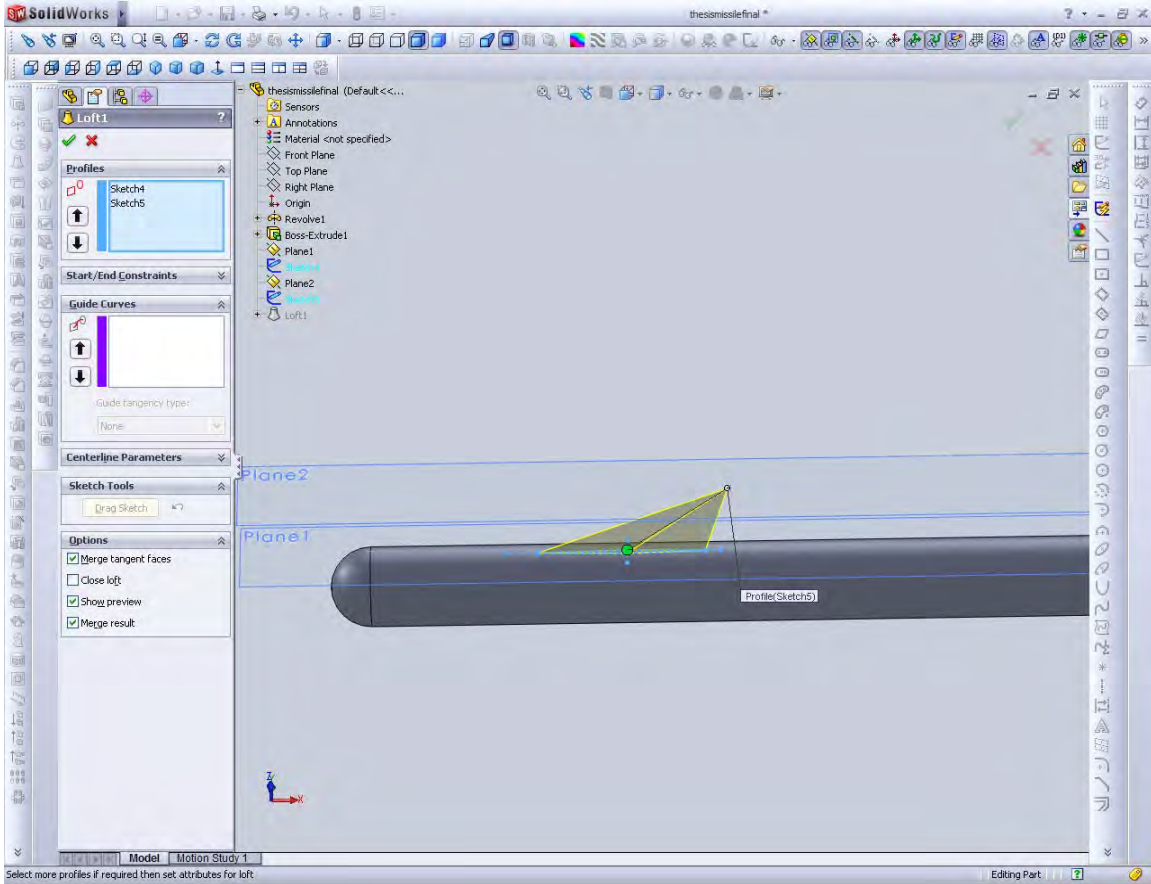 SolidWorks
thesismissilefinal *
Loft1
?
Profiles
Sketch4
Sketch5
Start/End Constraints
Guide Curves
Guide tangency type:
None
Centerline Parameters
Sketch Tools
Drag Sketch
Options
Merge tangent faces
Close loft
Show preview
Merge result
thesismissilefinal (Default<<...
Sensors
Annotations
Material <not specified>
Front Plane
Top Plane
Right Plane
Origin
Revolve1
Boss-Extrude1
Plane1
Plane2
Loft1
Plane2
Plane1
Profile(Sketch5)
Z
X
Model
Motion Study 1
Select more profiles if required then set attributes for loft
Editing Part